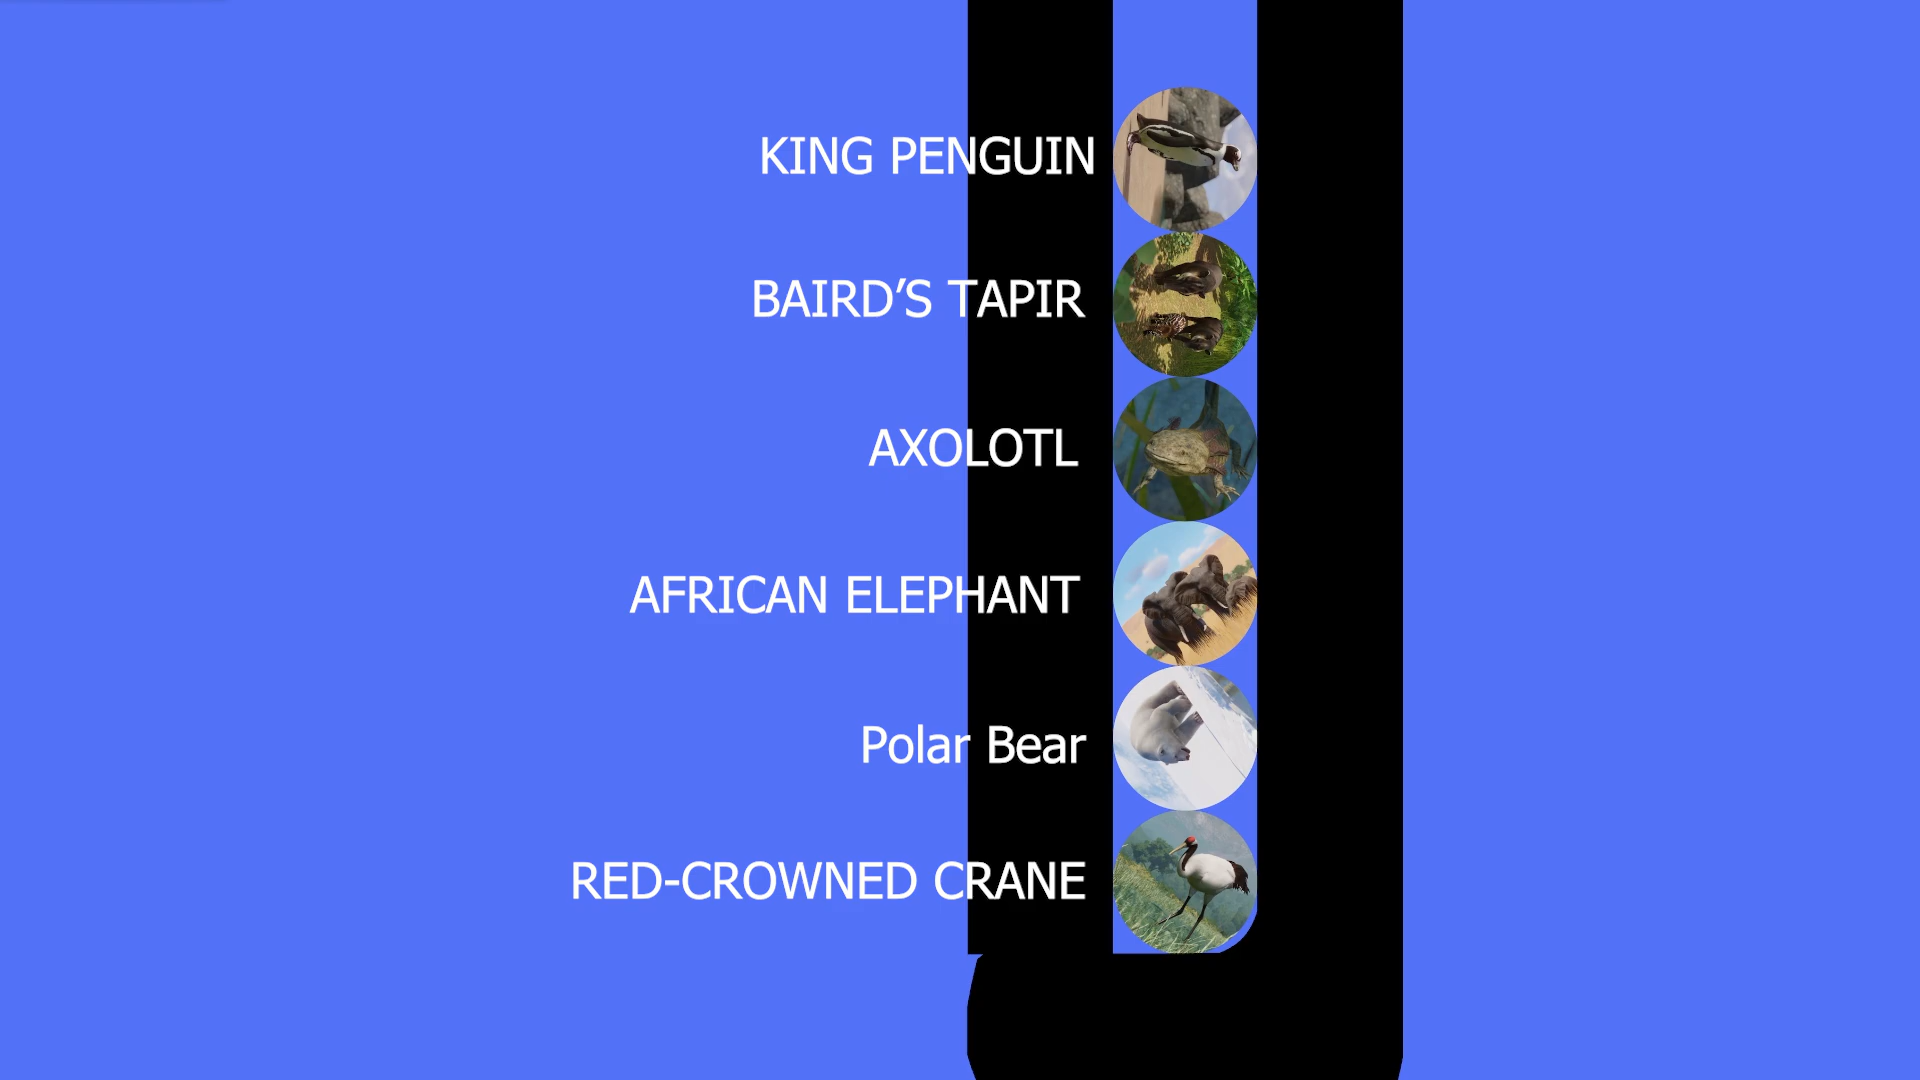 KING PENGUIN
BAIRD’S TAPIR
AXOLOTL
AFRICAN ELEPHANT
Polar Bear
RED-CROWNED CRANE